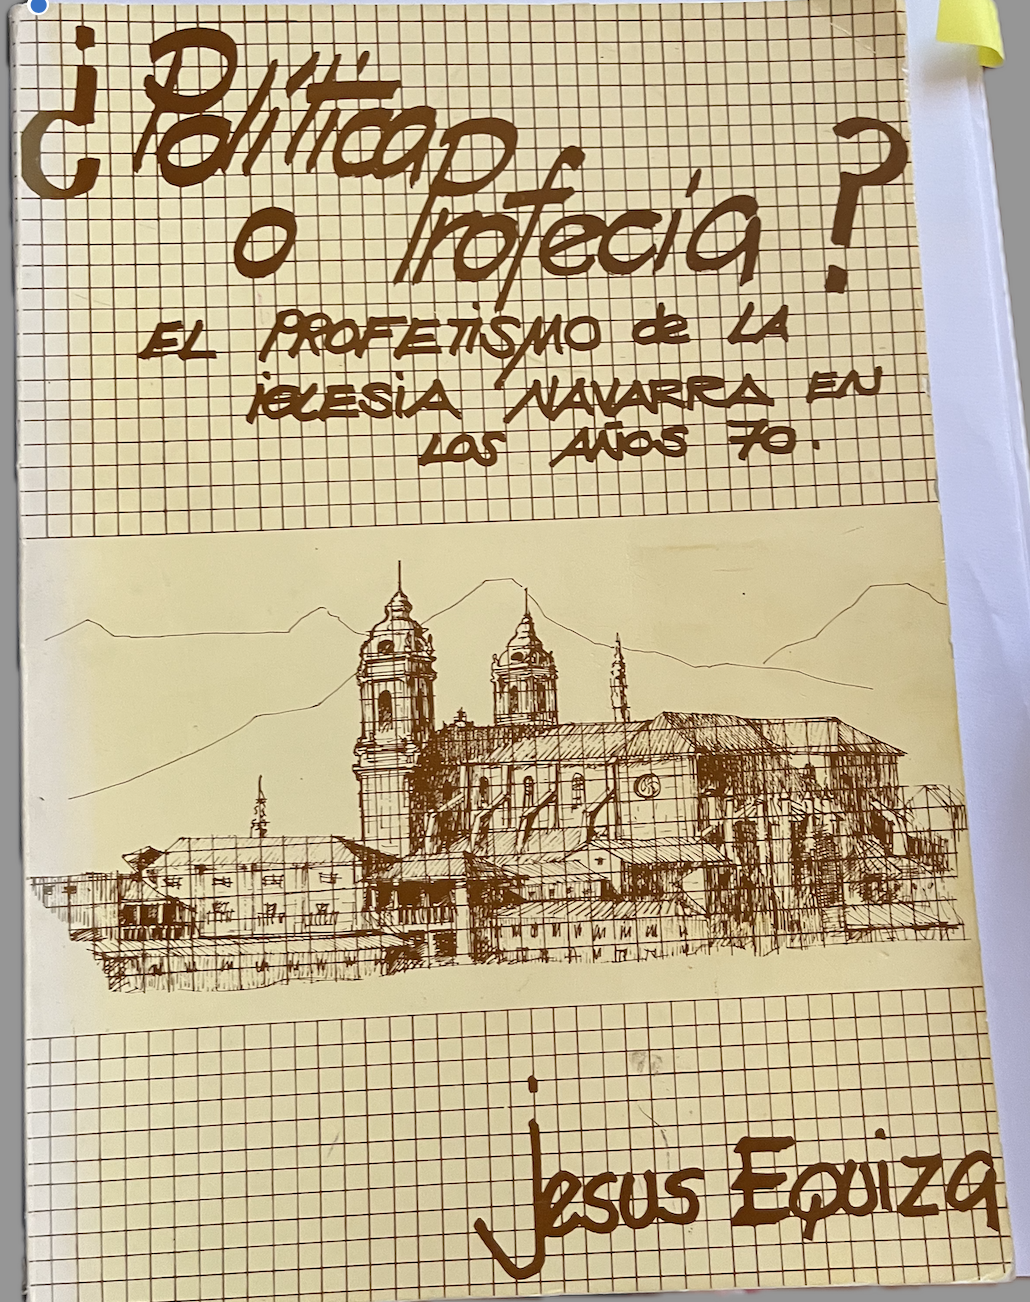 ¿Política
o Profecía?
EL PROFETISMO de LA
iGLESiA NAVARRA EN
LOS AÑOS 70.
jesus Equiza